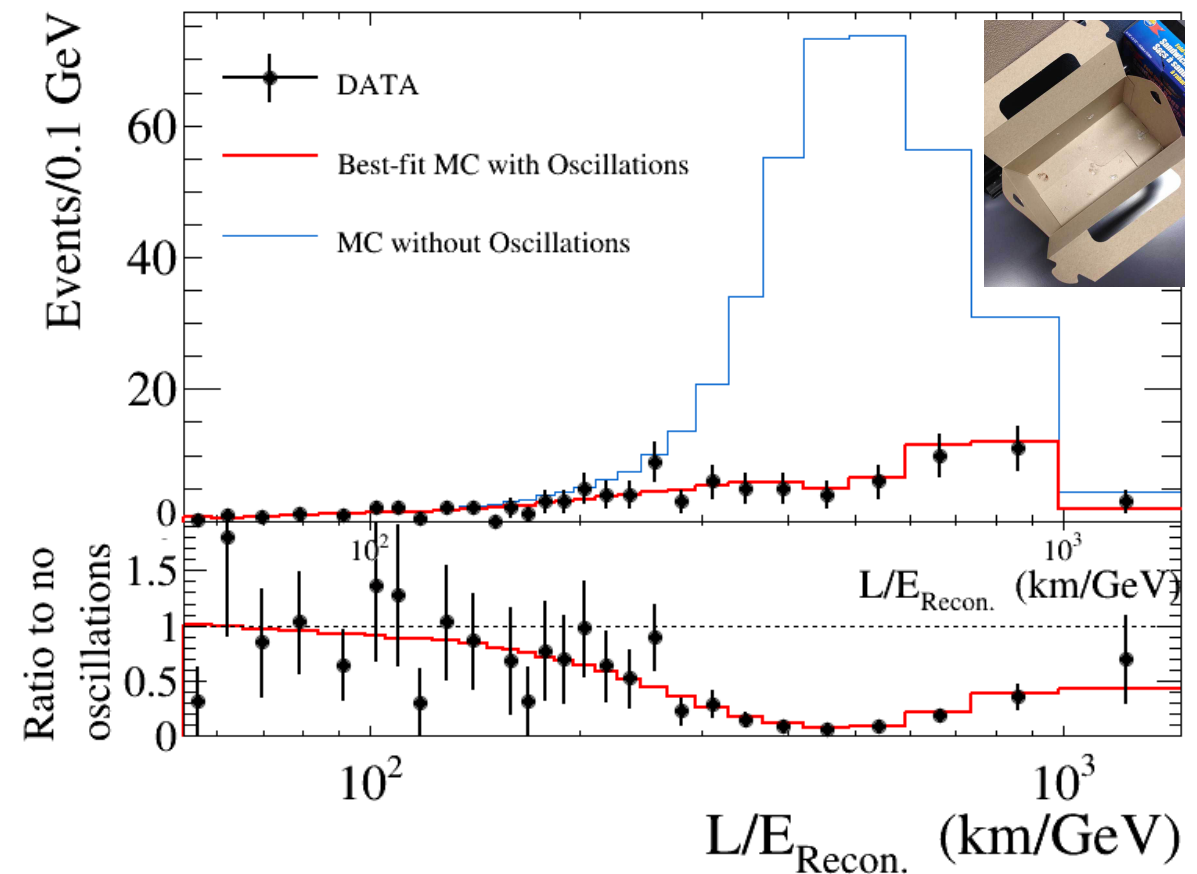 Events/0.1 GeV
60
40
20
0
DATA
Best-fit MC with Oscillations
MC without Oscillations
Sacs à
10²
10³
L/E_Recon. (km/GeV)
Ratio to no
oscillations
1.5
1
0.5
0
10²
10³
L/E_Recon. (km/GeV)